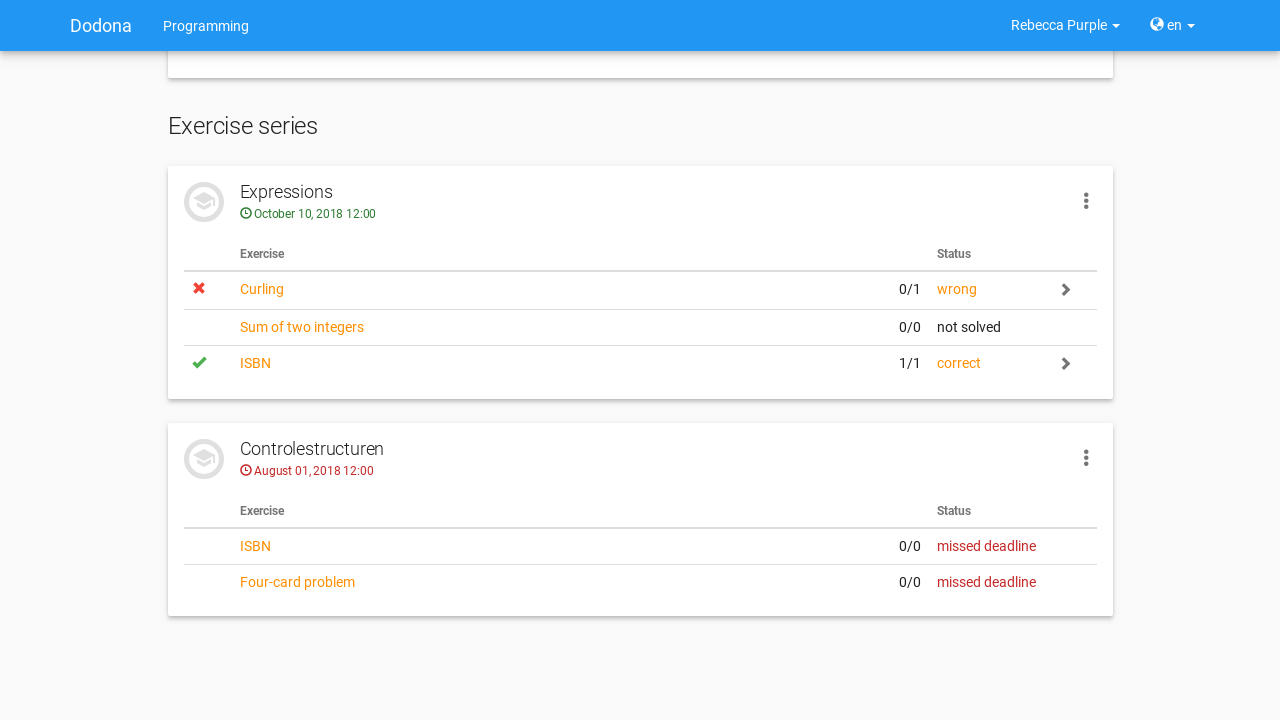 Dodona Programming Rebecca Purple en
Exercise series
Expressions
October 10, 2018 12:00
Exercise Status
Curling 0/1 wrong
Sum of two integers 0/0 not solved
ISBN 1/1 correct
Controlestructuren
August 01, 2018 12:00
Exercise Status
ISBN 0/0 missed deadline
Four-card problem 0/0 missed deadline